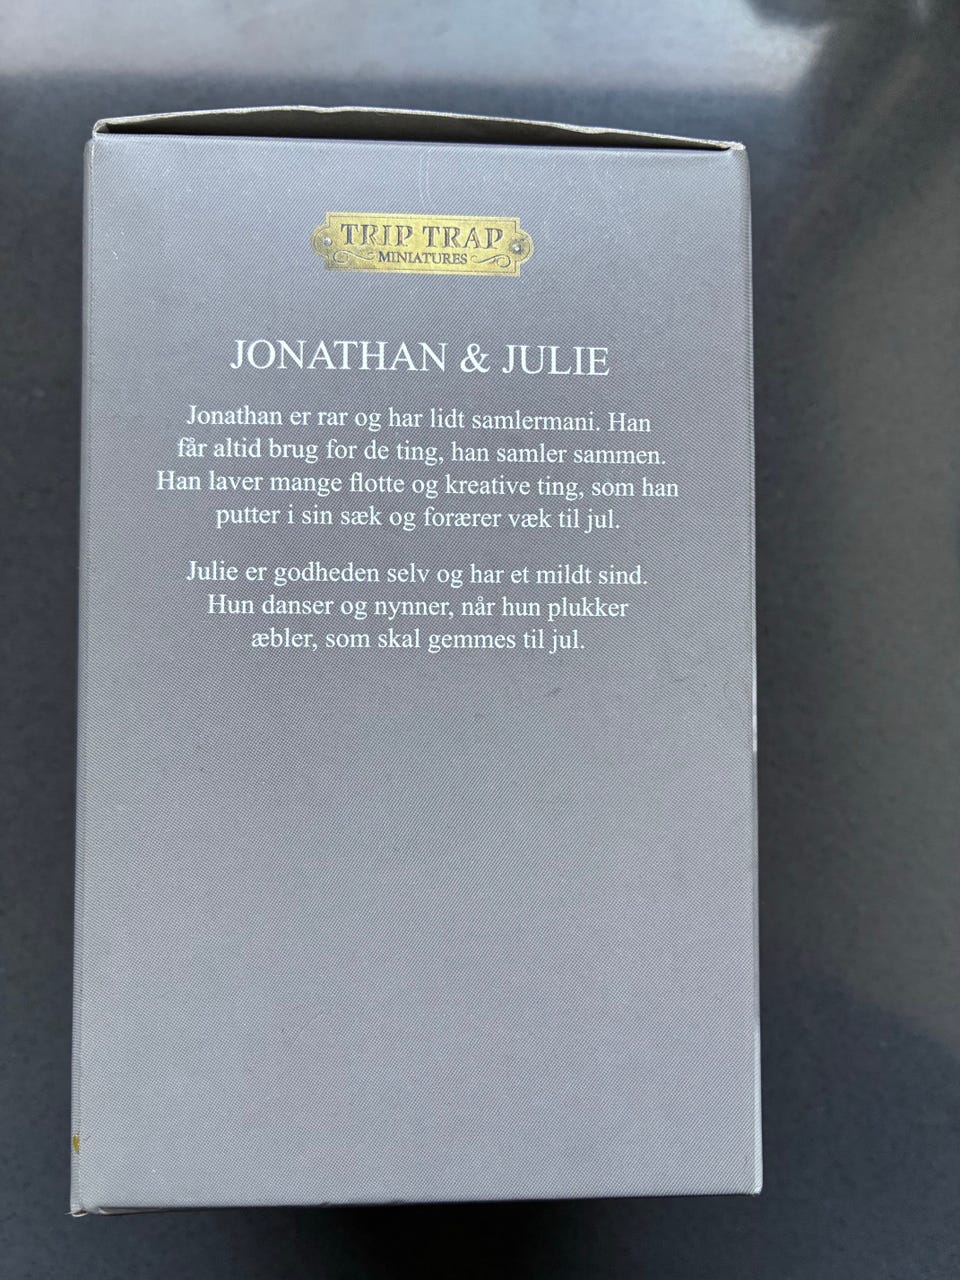 TRIP TRAP
MINIATURES
JONATHAN & JULIE
Jonathan er rar og har lidt samlermani. Han
får altid brug for de ting, han samler sammen.
Han laver mange flotte og kreative ting, som han
putter i sin sæk og forærer væk til jul.
Julie er godheden selv og har et mildt sind.
Hun danser og nynner, når hun plukker
æbler, som skal gemmes til jul.